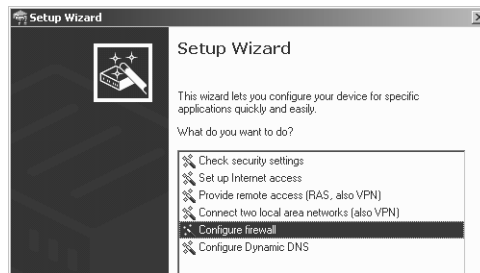 Setup Wizard
Setup Wizard
This wizard lets you configure your device for specific
applications quickly and easily.
What do you want to do?
Check security settings
Set up Internet access
Provide remote access (RAS, also VPN)
Connect two local area networks (also VPN)
Configure firewall
Configure Dynamic DNS